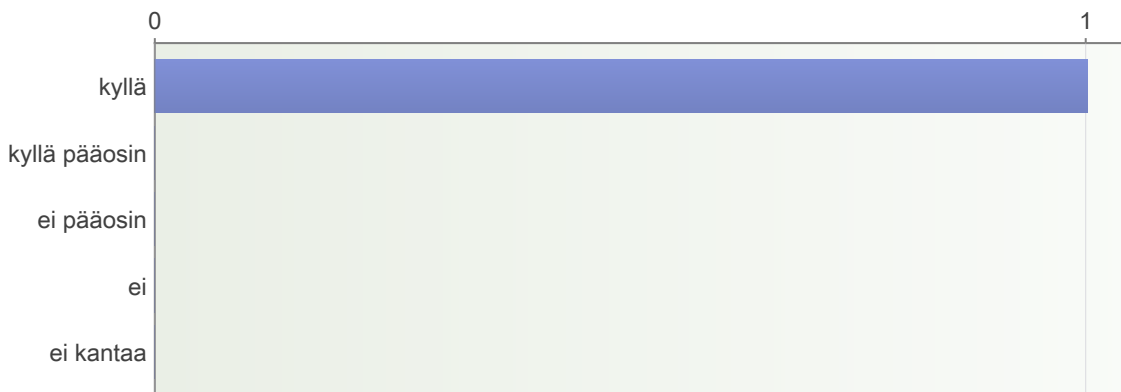 0 1
kyllä
kyllä pääosin
ei pääosin
ei
ei kantaa